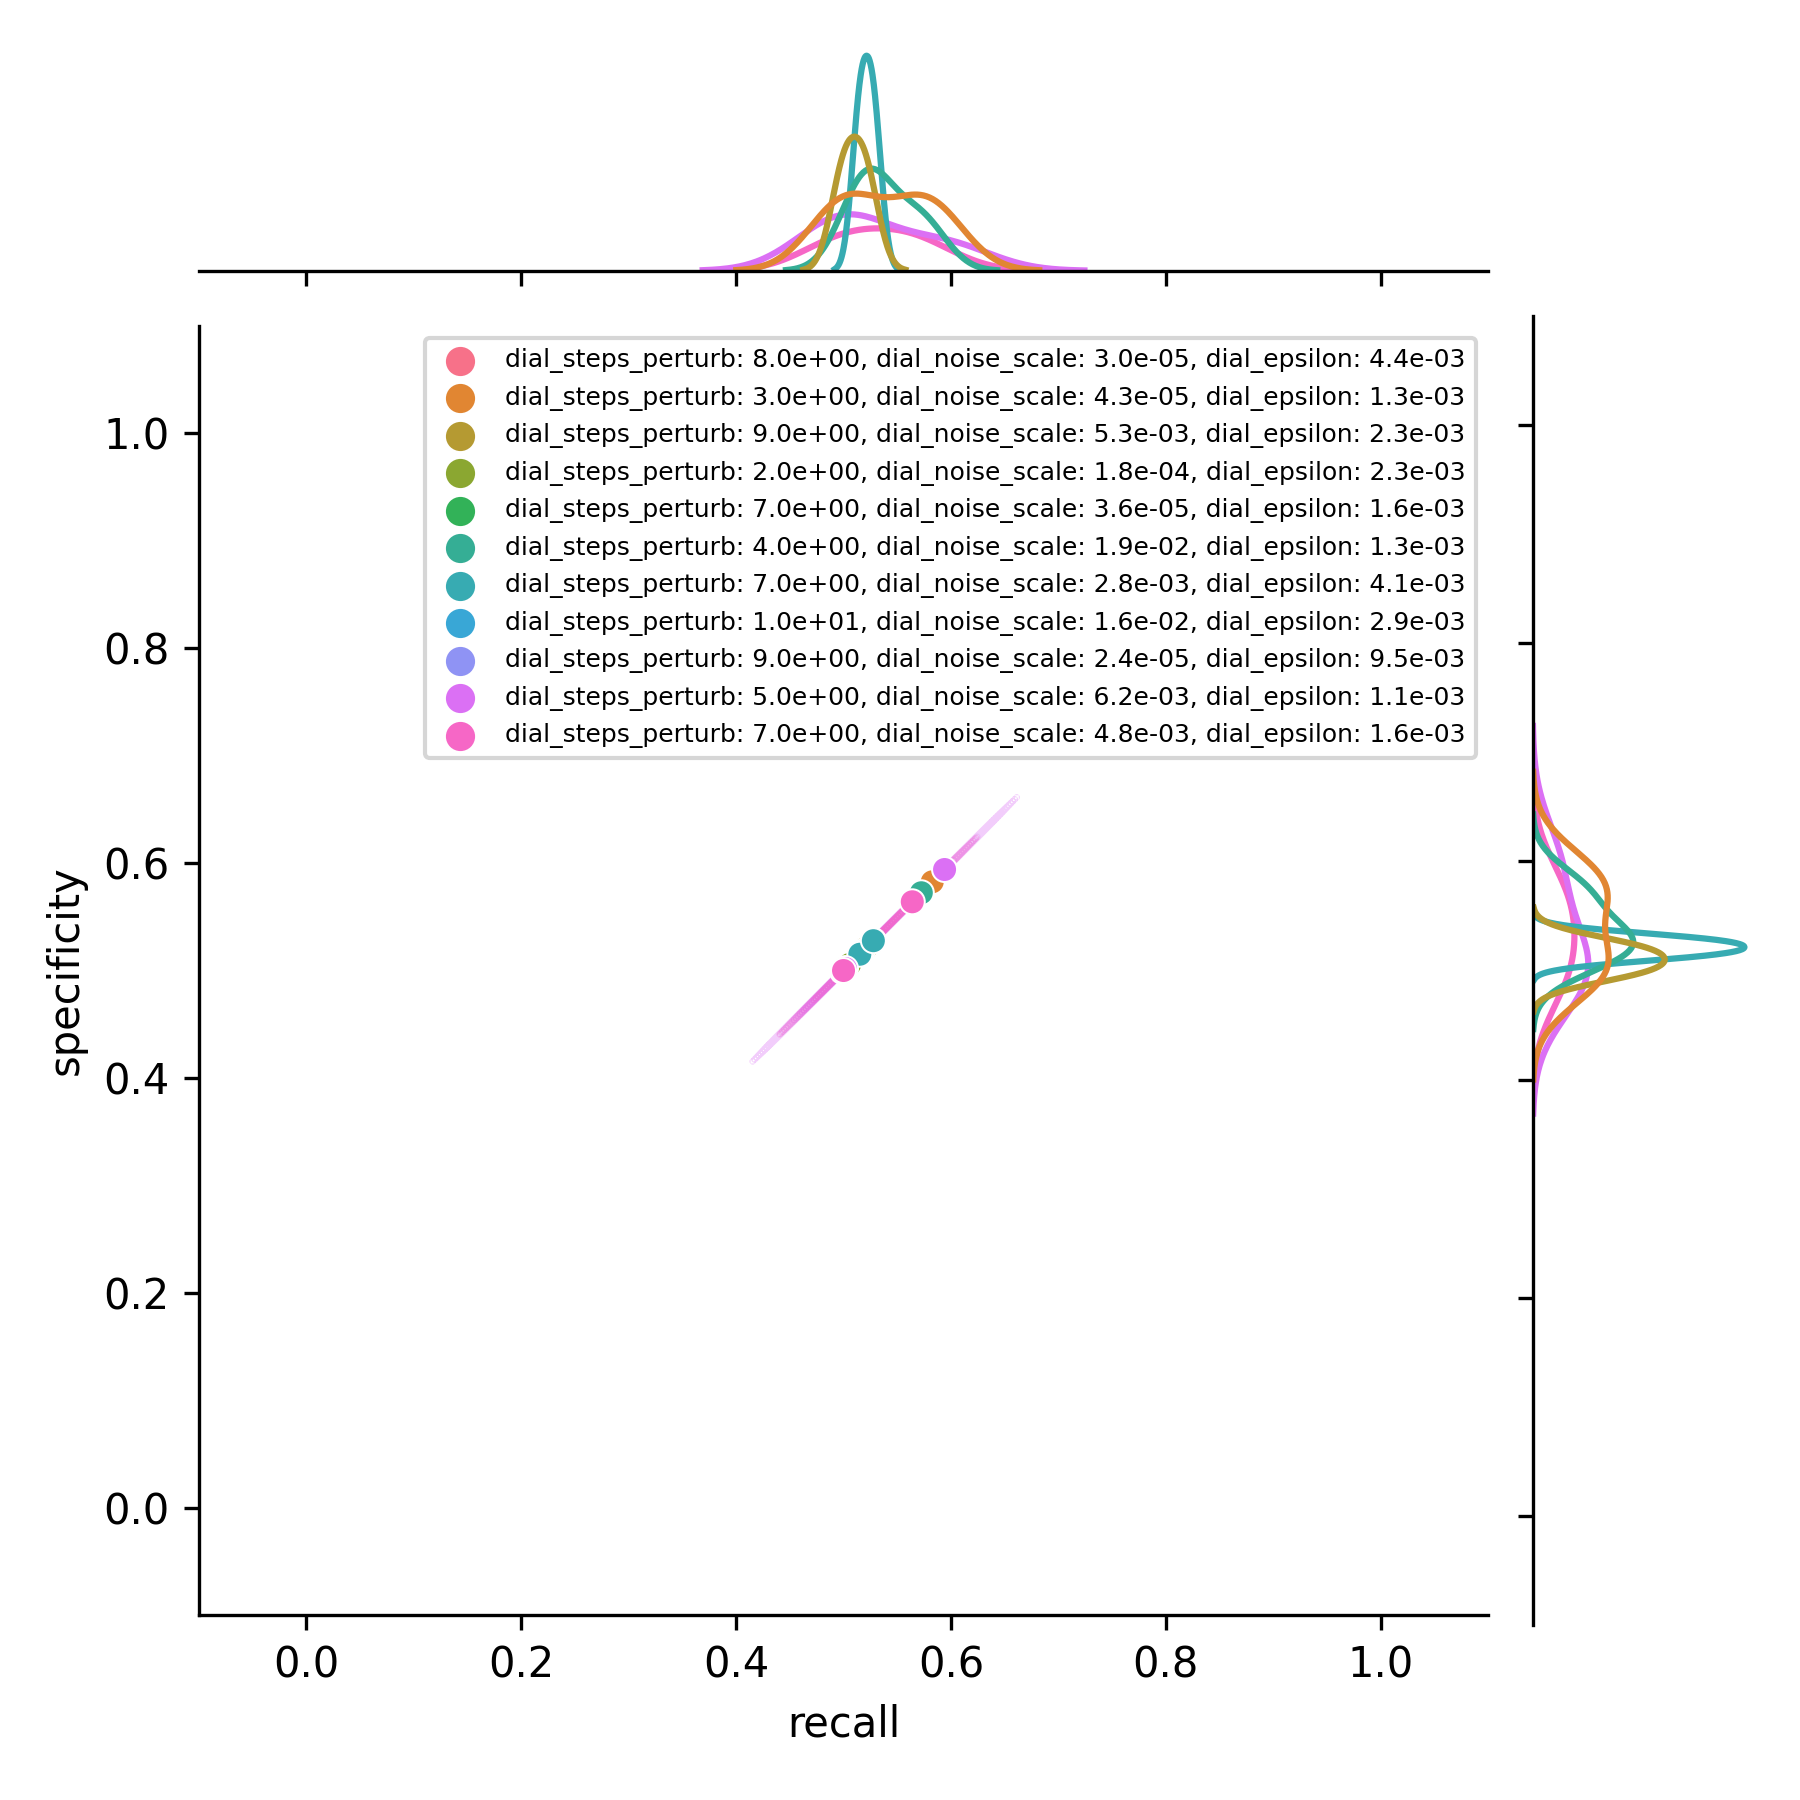 dial_steps_perturb: 8.0e+00, dial_noise_scale: 3.0e-05, dial_epsilon: 4.4e-03
dial_steps_perturb: 3.0e+00, dial_noise_scale: 4.3e-05, dial_epsilon: 1.3e-03
dial_steps_perturb: 9.0e+00, dial_noise_scale: 5.3e-03, dial_epsilon: 2.3e-03
dial_steps_perturb: 2.0e+00, dial_noise_scale: 1.8e-04, dial_epsilon: 2.3e-03
dial_steps_perturb: 7.0e+00, dial_noise_scale: 3.6e-05, dial_epsilon: 1.6e-03
dial_steps_perturb: 4.0e+00, dial_noise_scale: 1.9e-02, dial_epsilon: 1.3e-03
dial_steps_perturb: 7.0e+00, dial_noise_scale: 2.8e-03, dial_epsilon: 4.1e-03
dial_steps_perturb: 1.0e+01, dial_noise_scale: 1.6e-02, dial_epsilon: 2.9e-03
dial_steps_perturb: 9.0e+00, dial_noise_scale: 2.4e-05, dial_epsilon: 9.5e-03
dial_steps_perturb: 5.0e+00, dial_noise_scale: 6.2e-03, dial_epsilon: 1.1e-03
dial_steps_perturb: 7.0e+00, dial_noise_scale: 4.8e-03, dial_epsilon: 1.6e-03
1.0
0.8
0.6
0.4
0.2
0.0
specificity
0.0 0.2 0.4 0.6 0.8 1.0
recall